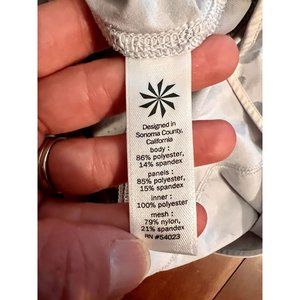 Designed in
Sonoma County,
California
body :
86% polyester,
14% spandex
panels :
85% polyester,
15% spandex
inner :
100% polyester
mesh :
79% nylon,
21% spandex
RN #54023